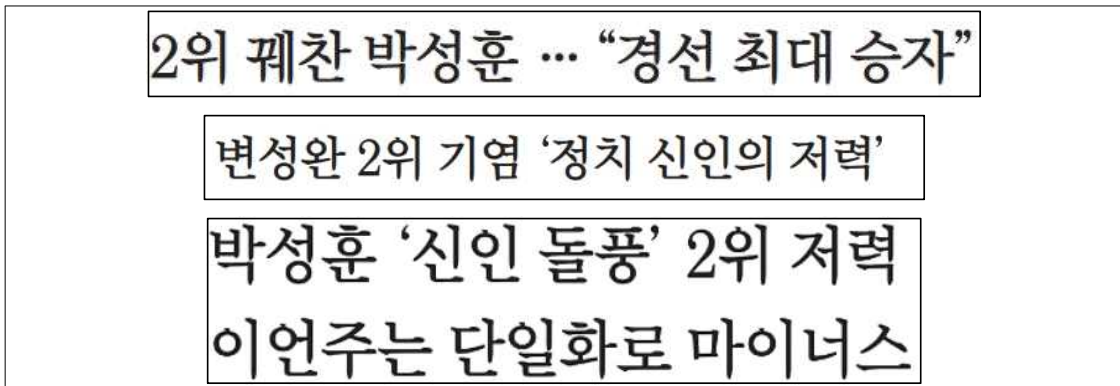 2위 꿰찬 박성훈 … “경선 최대 승자”
변성완 2위 기염 ‘정치 신인의 저력’
박성훈 ‘신인 돌풍’ 2위 저력
이언주는 단일화로 마이너스